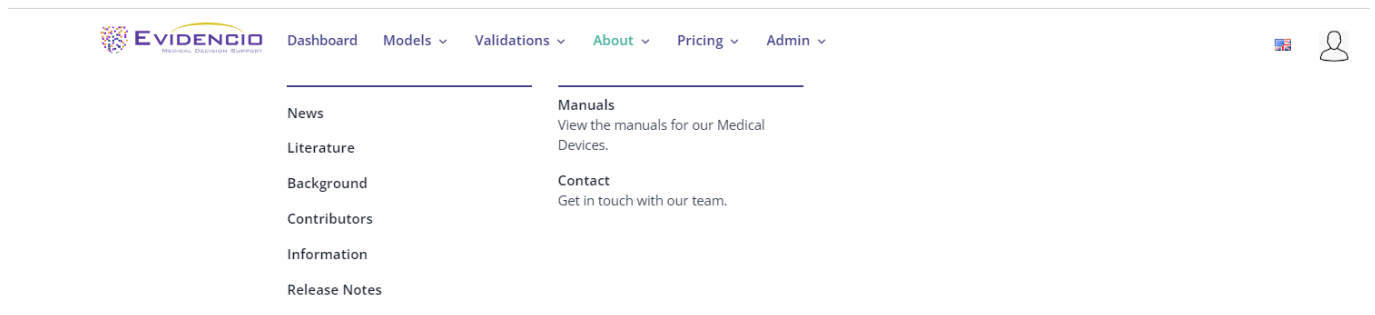 EVIDENCIO
MEDICAL DECISION SUPPORT
Dashboard Models Validations About Pricing Admin
News
Literature
Background
Contributors
Information
Release Notes
Manuals
View the manuals for our Medical
Devices.
Contact
Get in touch with our team.